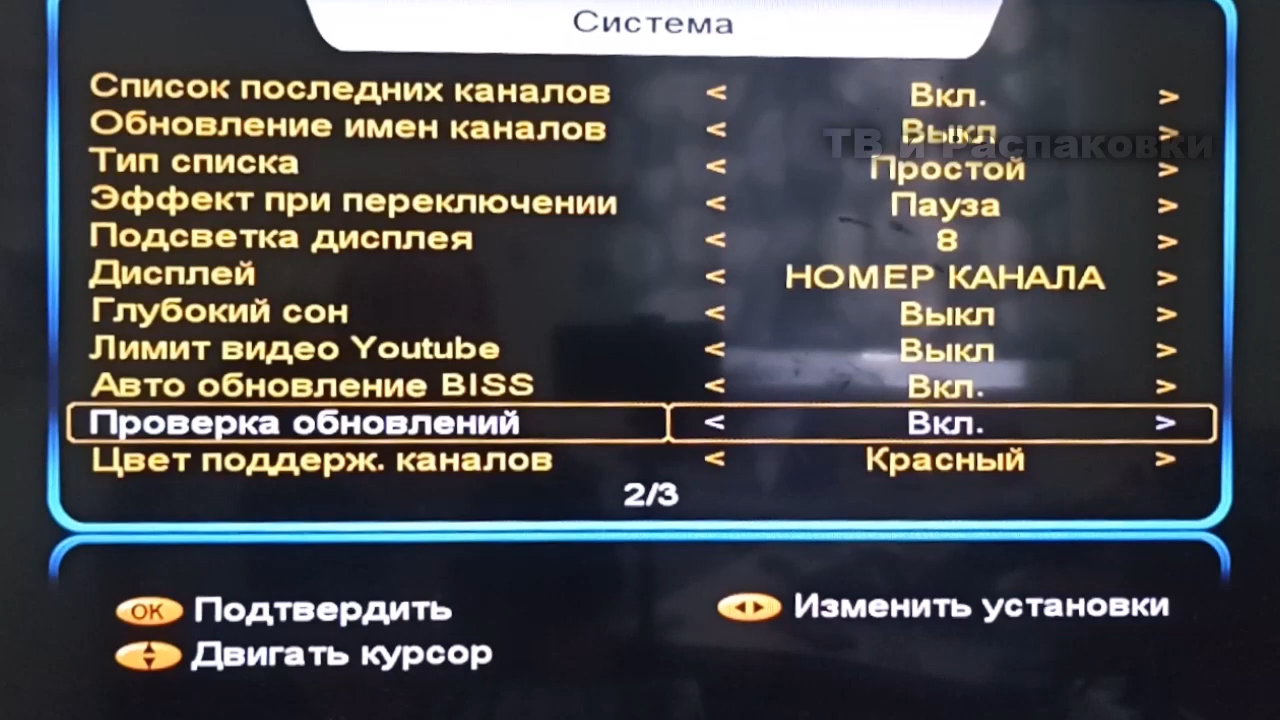 Система
Список последних каналов < Вкл. >
Обновление имен каналов < Выкл >
ТВ и Распаковки
Тип списка < Простой >
Эффект при переключении < Пауза >
Подсветка дисплея < 8 >
Дисплей < НОМЕР КАНАЛА >
Глубокий сон < Выкл >
Лимит видео Youtube < Выкл >
Авто обновление BISS < Вкл. >
Проверка обновлений < Вкл. >
Цвет поддерж. каналов < Красный >
2/3
OK Подтвердить
Изменить установки
Двигать курсор